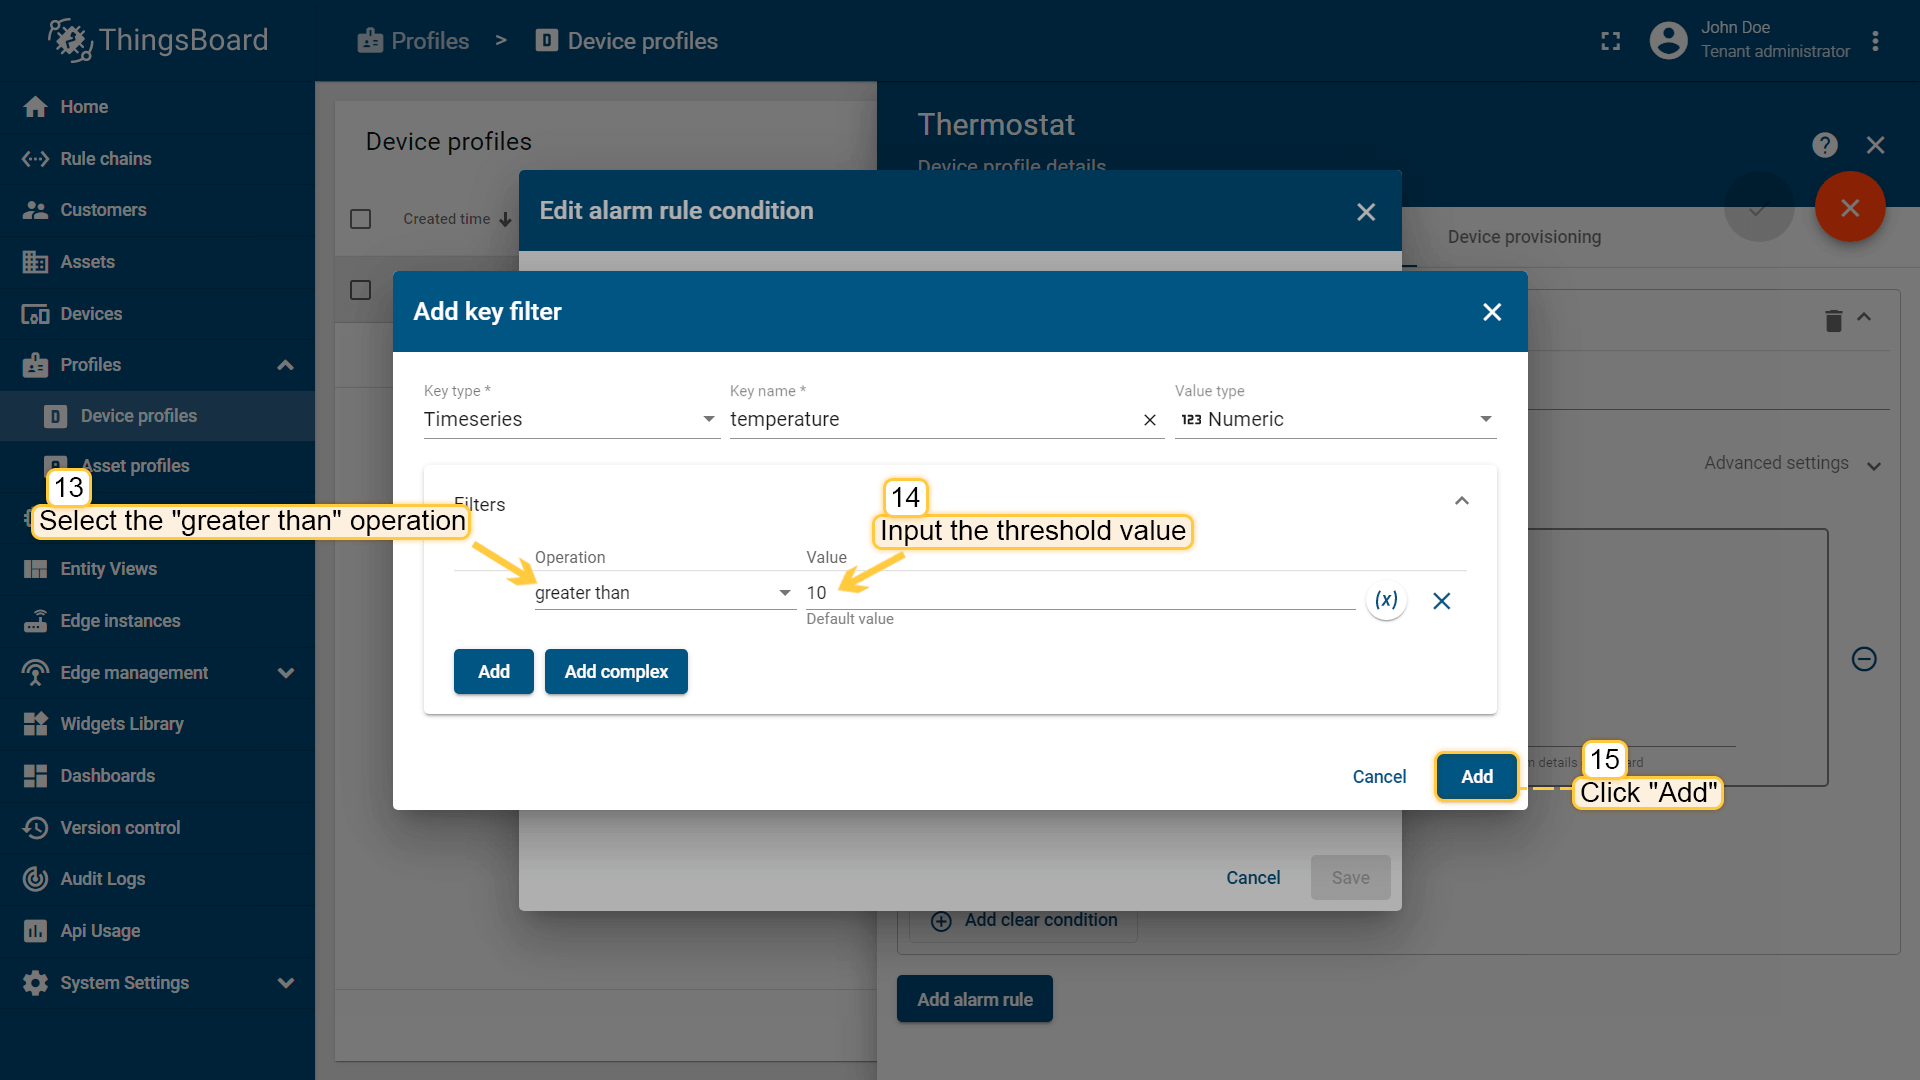 ThingsBoard
Profiles > Device profiles
John Doe
Tenant administrator
Home
Rule chains
Customers
Assets
Devices
Profiles
Device profiles
Asset profiles
Entity Views
Edge instances
Edge management
Widgets Library
Dashboards
Version control
Audit Logs
Api Usage
System Settings
Device profiles
Created time
Thermostat
Device profile details
Device provisioning
Advanced settings
Edit alarm rule condition
Add key filter
Key type *
Key name *
Value type
Timeseries
temperature
123 Numeric
Filters
Operation
Value
greater than
10
(x)
Default value
Add
Add complex
Cancel
Add
13
Select the "greater than" operation
14
Input the threshold value
15
Click "Add"
details
Cancel
Save
Add clear condition
Add alarm rule